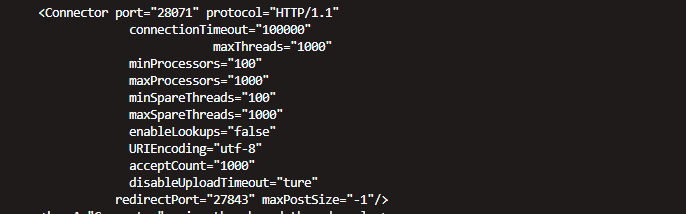 <Connector port="28071" protocol="HTTP/1.1"
connectionTimeout="100000"
maxThreads="1000"
minProcessors="100"
maxProcessors="1000"
minSpareThreads="100"
maxSpareThreads="1000"
enableLookups="false"
URIEncoding="utf-8"
acceptCount="1000"
disableUploadTimeout="ture"
redirectPort="27843" maxPostSize="-1"/>